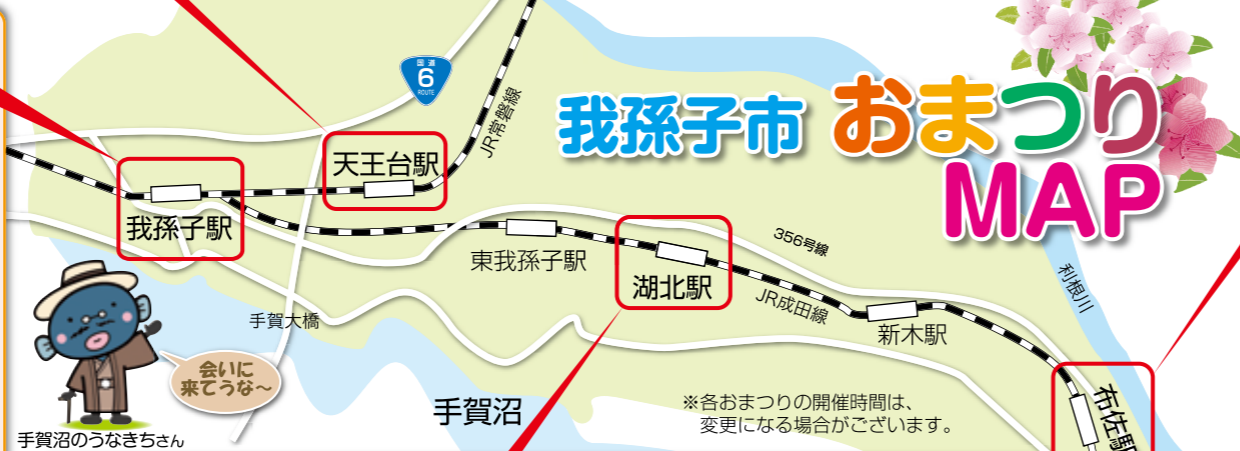 我孫子市 おまつり
MAP
国道
6
ROUTE
JR常磐線
天王台駅
我孫子駅
東我孫子駅
湖北駅
356号線
JR成田線
新木駅
利根川
布佐駅
手賀大橋
手賀沼
会いに
来てうな～
手賀沼のうなきちさん
※各おまつりの開催時間は、
変更になる場合がございます。